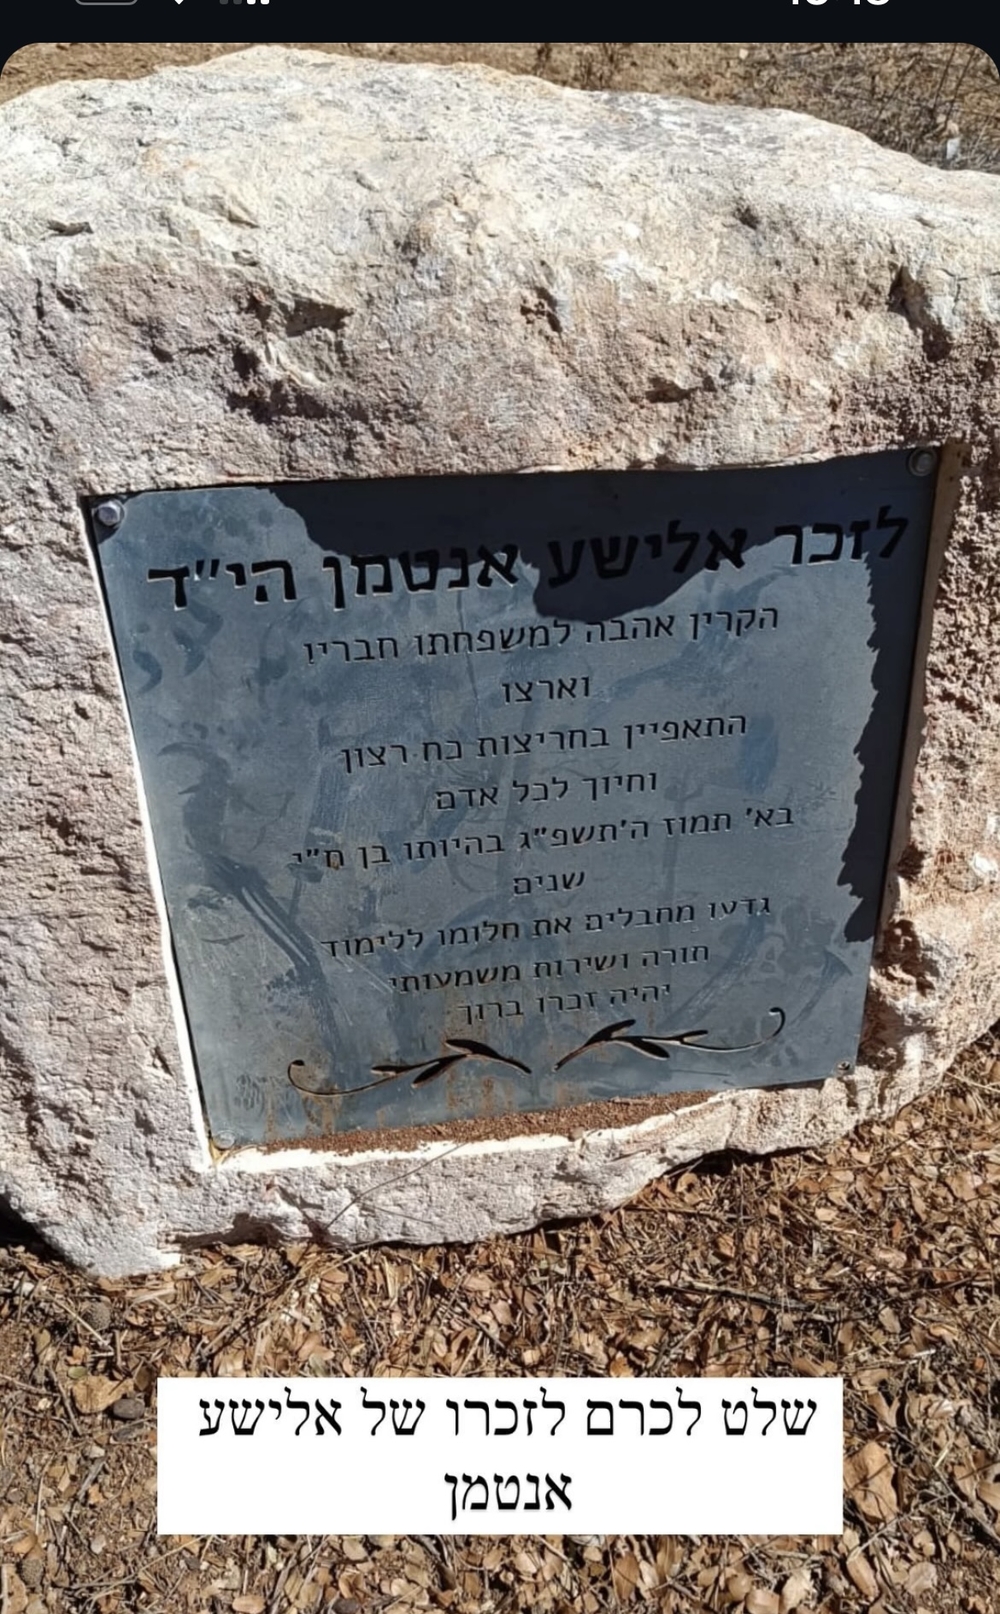 לזכר אלישע אנטמן הי"ד
הקרין אהבה למשפחתו חבריו
וארצו
התאפיין בחריצות כח רצון
וחיוך לכל אדם
בא' תמוז ה'תשפ"ג בהיותו בן ח"י
שנים
גדעו מחבלים את חלומו ללימוד
תורה ושירות משמעותי
יהיה זכרו ברוך
שלט לכרם לזכרו של אלישע
אנטמן